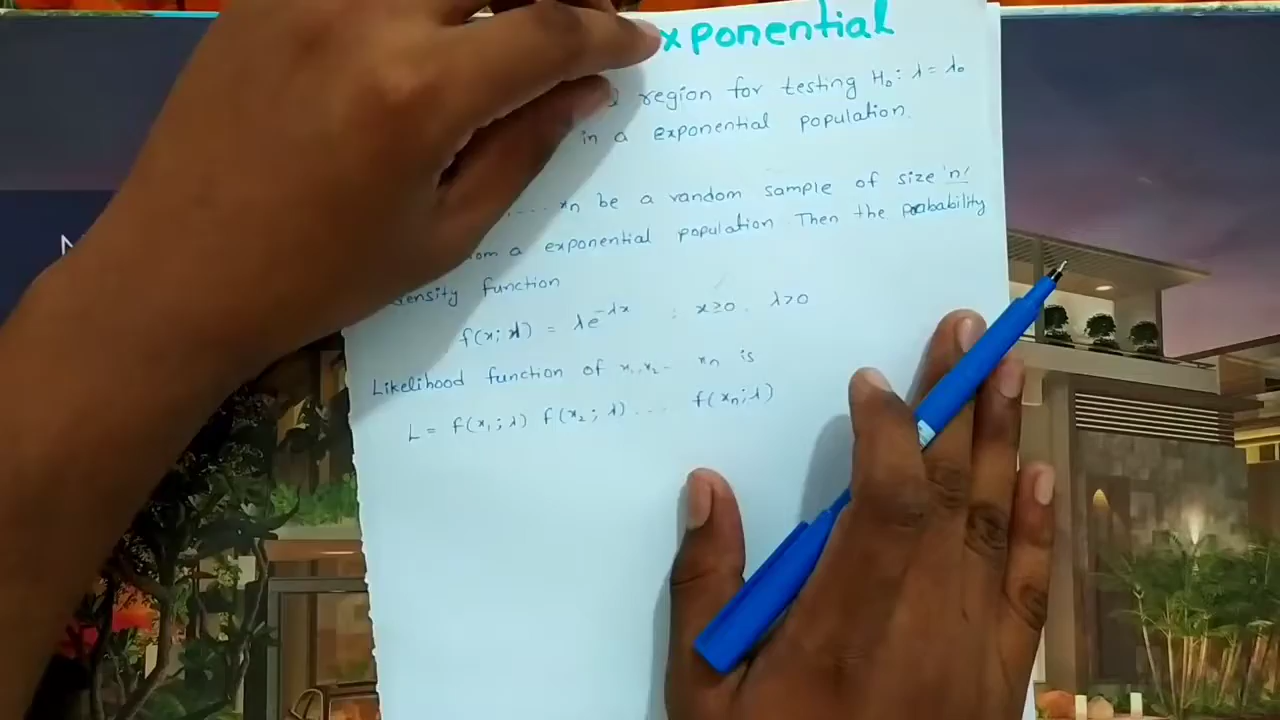 xponential
region for testing H₀: λ = λ₀
in a exponential population.
.... xn be a random sample of size 'n'
om a exponential population. Then the probability
density function
f(x; λ) = λe^-λx ; x≥0, λ>0
Likelihood function of x₁, x₂.. xn is
L = f(x₁; λ) f(x₂; λ) .... f(xn; λ)